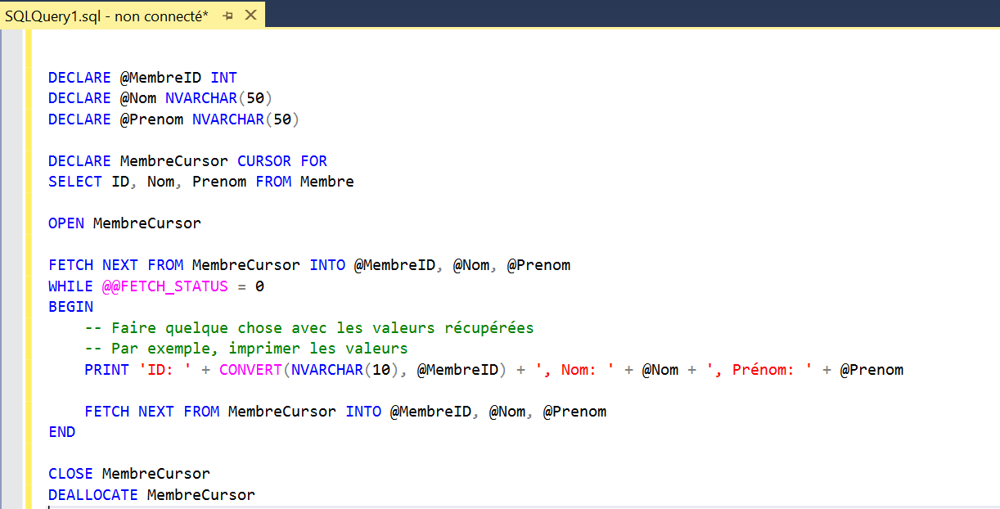 SQLQuery1.sql - non connecté*
DECLARE @MembreID INT
DECLARE @Nom NVARCHAR(50)
DECLARE @Prenom NVARCHAR(50)
DECLARE MembreCursor CURSOR FOR
SELECT ID, Nom, Prenom FROM Membre
OPEN MembreCursor
FETCH NEXT FROM MembreCursor INTO @MembreID, @Nom, @Prenom
WHILE @@FETCH_STATUS = 0
BEGIN
-- Faire quelque chose avec les valeurs récupérées
-- Par exemple, imprimer les valeurs
PRINT 'ID: ' + CONVERT(NVARCHAR(10), @MembreID) + ', Nom: ' + @Nom + ', Prénom: ' + @Prenom
FETCH NEXT FROM MembreCursor INTO @MembreID, @Nom, @Prenom
END
CLOSE MembreCursor
DEALLOCATE MembreCursor